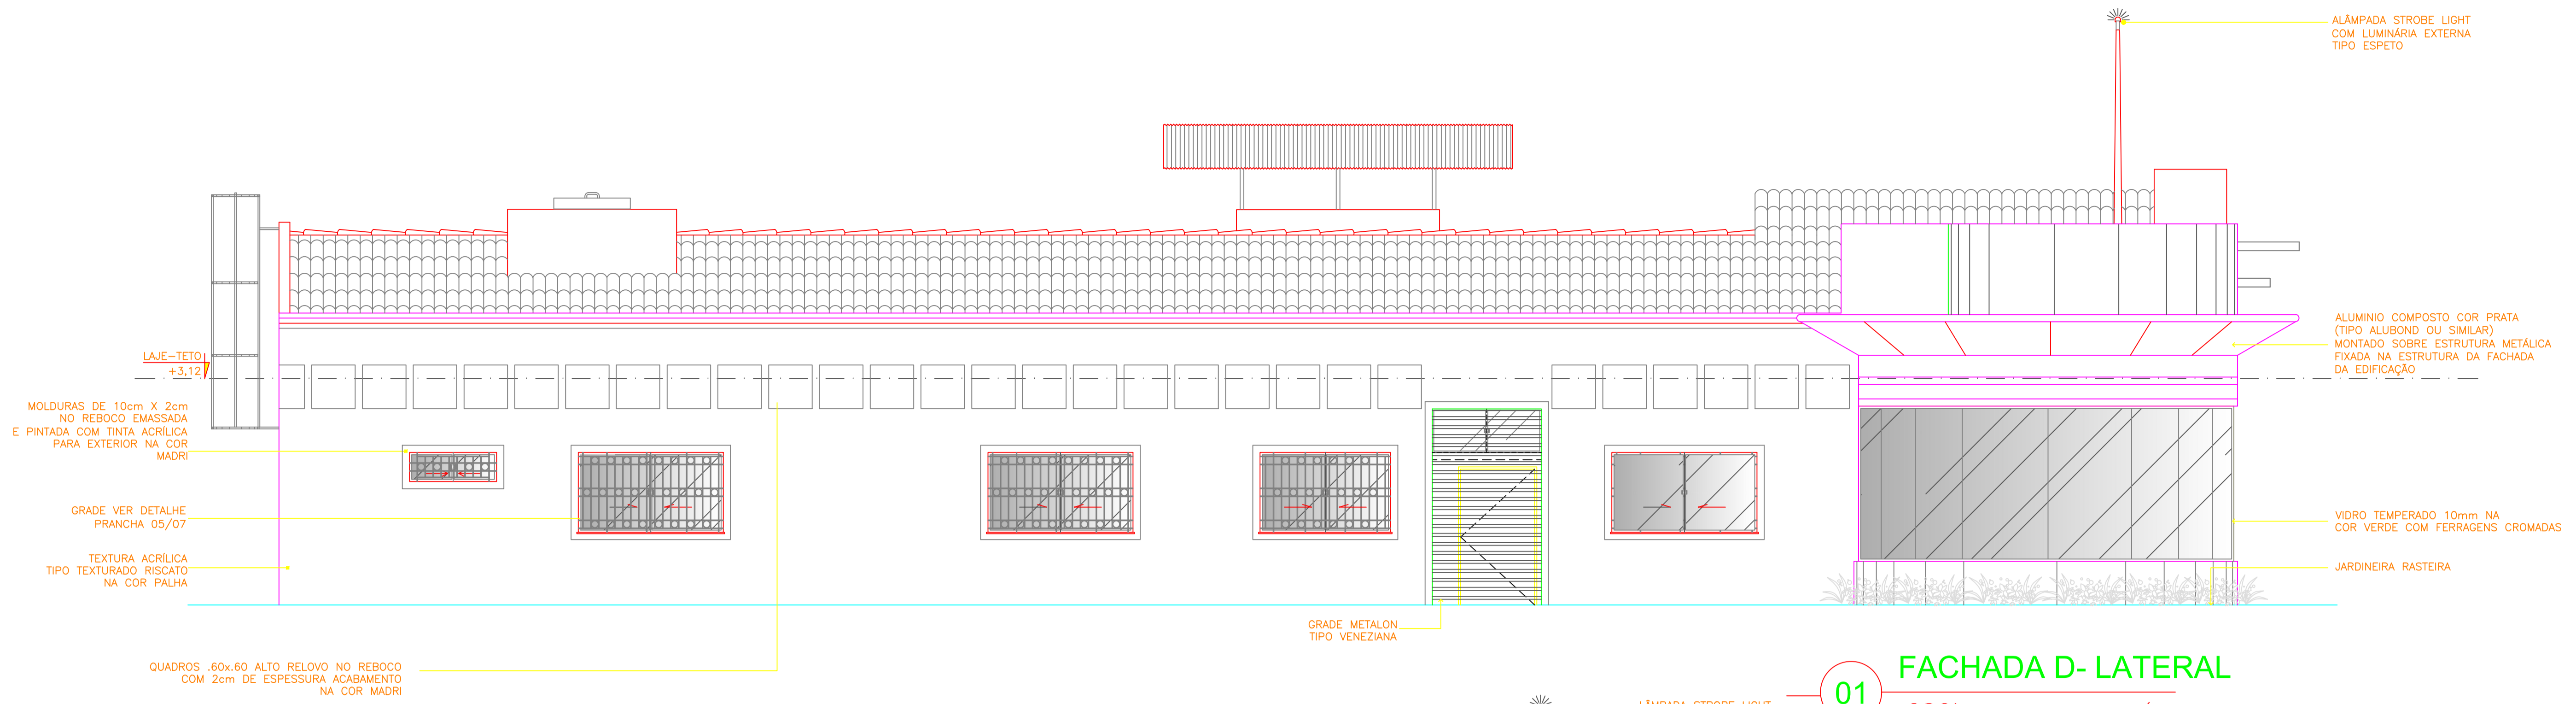 ALÂMPADA STROBE LIGHT
COM LUMINÁRIA EXTERNA
TIPO ESPETO
ALUMINIO COMPOSTO COR PRATA
(TIPO ALUBOND OU SIMILAR)
MONTADO SOBRE ESTRUTURA METÁLICA
FIXADA NA ESTRUTURA DA FACHADA
DA EDIFICAÇÃO
LAJE-TETO
+3,12
MOLDURAS DE 10cm X 2cm
NO REBOCO EMASSADA
E PINTADA COM TINTA ACRÍLICA
PARA EXTERIOR NA COR
MADRI
GRADE VER DETALHE
PRANCHA 05/07
VIDRO TEMPERADO 10mm NA
COR VERDE COM FERRAGENS CROMADAS
TEXTURA ACRÍLICA
TIPO TEXTURADO RISCATO
NA COR PALHA
JARDINEIRA RASTEIRA
GRADE METALON
TIPO VENEZIANA
QUADROS .60x.60 ALTO RELOVO NO REBOCO
COM 2cm DE ESPESSURA ACABAMENTO
NA COR MADRI
01
FACHADA D- LATERAL
LÂMPADA STROBE LIGHT